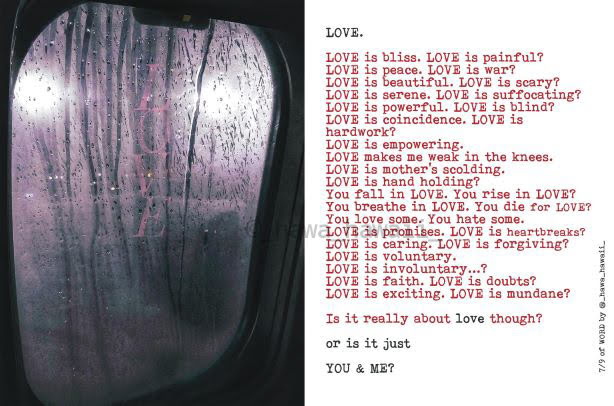 LOVE
LOVE.
LOVE is bliss. LOVE is painful?
LOVE is peace. LOVE is war?
LOVE is beautiful. LOVE is scary?
LOVE is serene. LOVE is suffocating?
LOVE is powerful. LOVE is blind?
LOVE is coincidence. LOVE is
hardwork?
LOVE is empowering.
LOVE makes me weak in the knees.
LOVE is mother's scolding.
LOVE is hand holding?
You fall in LOVE. You rise in LOVE?
You breathe in LOVE. You die for LOVE?
You love some. You hate some.
LOVE is promises. LOVE is heartbreaks?
LOVE is caring. LOVE is forgiving?
LOVE is voluntary.
LOVE is involuntary...?
LOVE is faith. LOVE is doubts?
LOVE is exciting. LOVE is mundane?
Is it really about love though?
or is it just
YOU & ME?
7/9 of WORD by @_hawa_hawaii_
_hawa_hawaii_